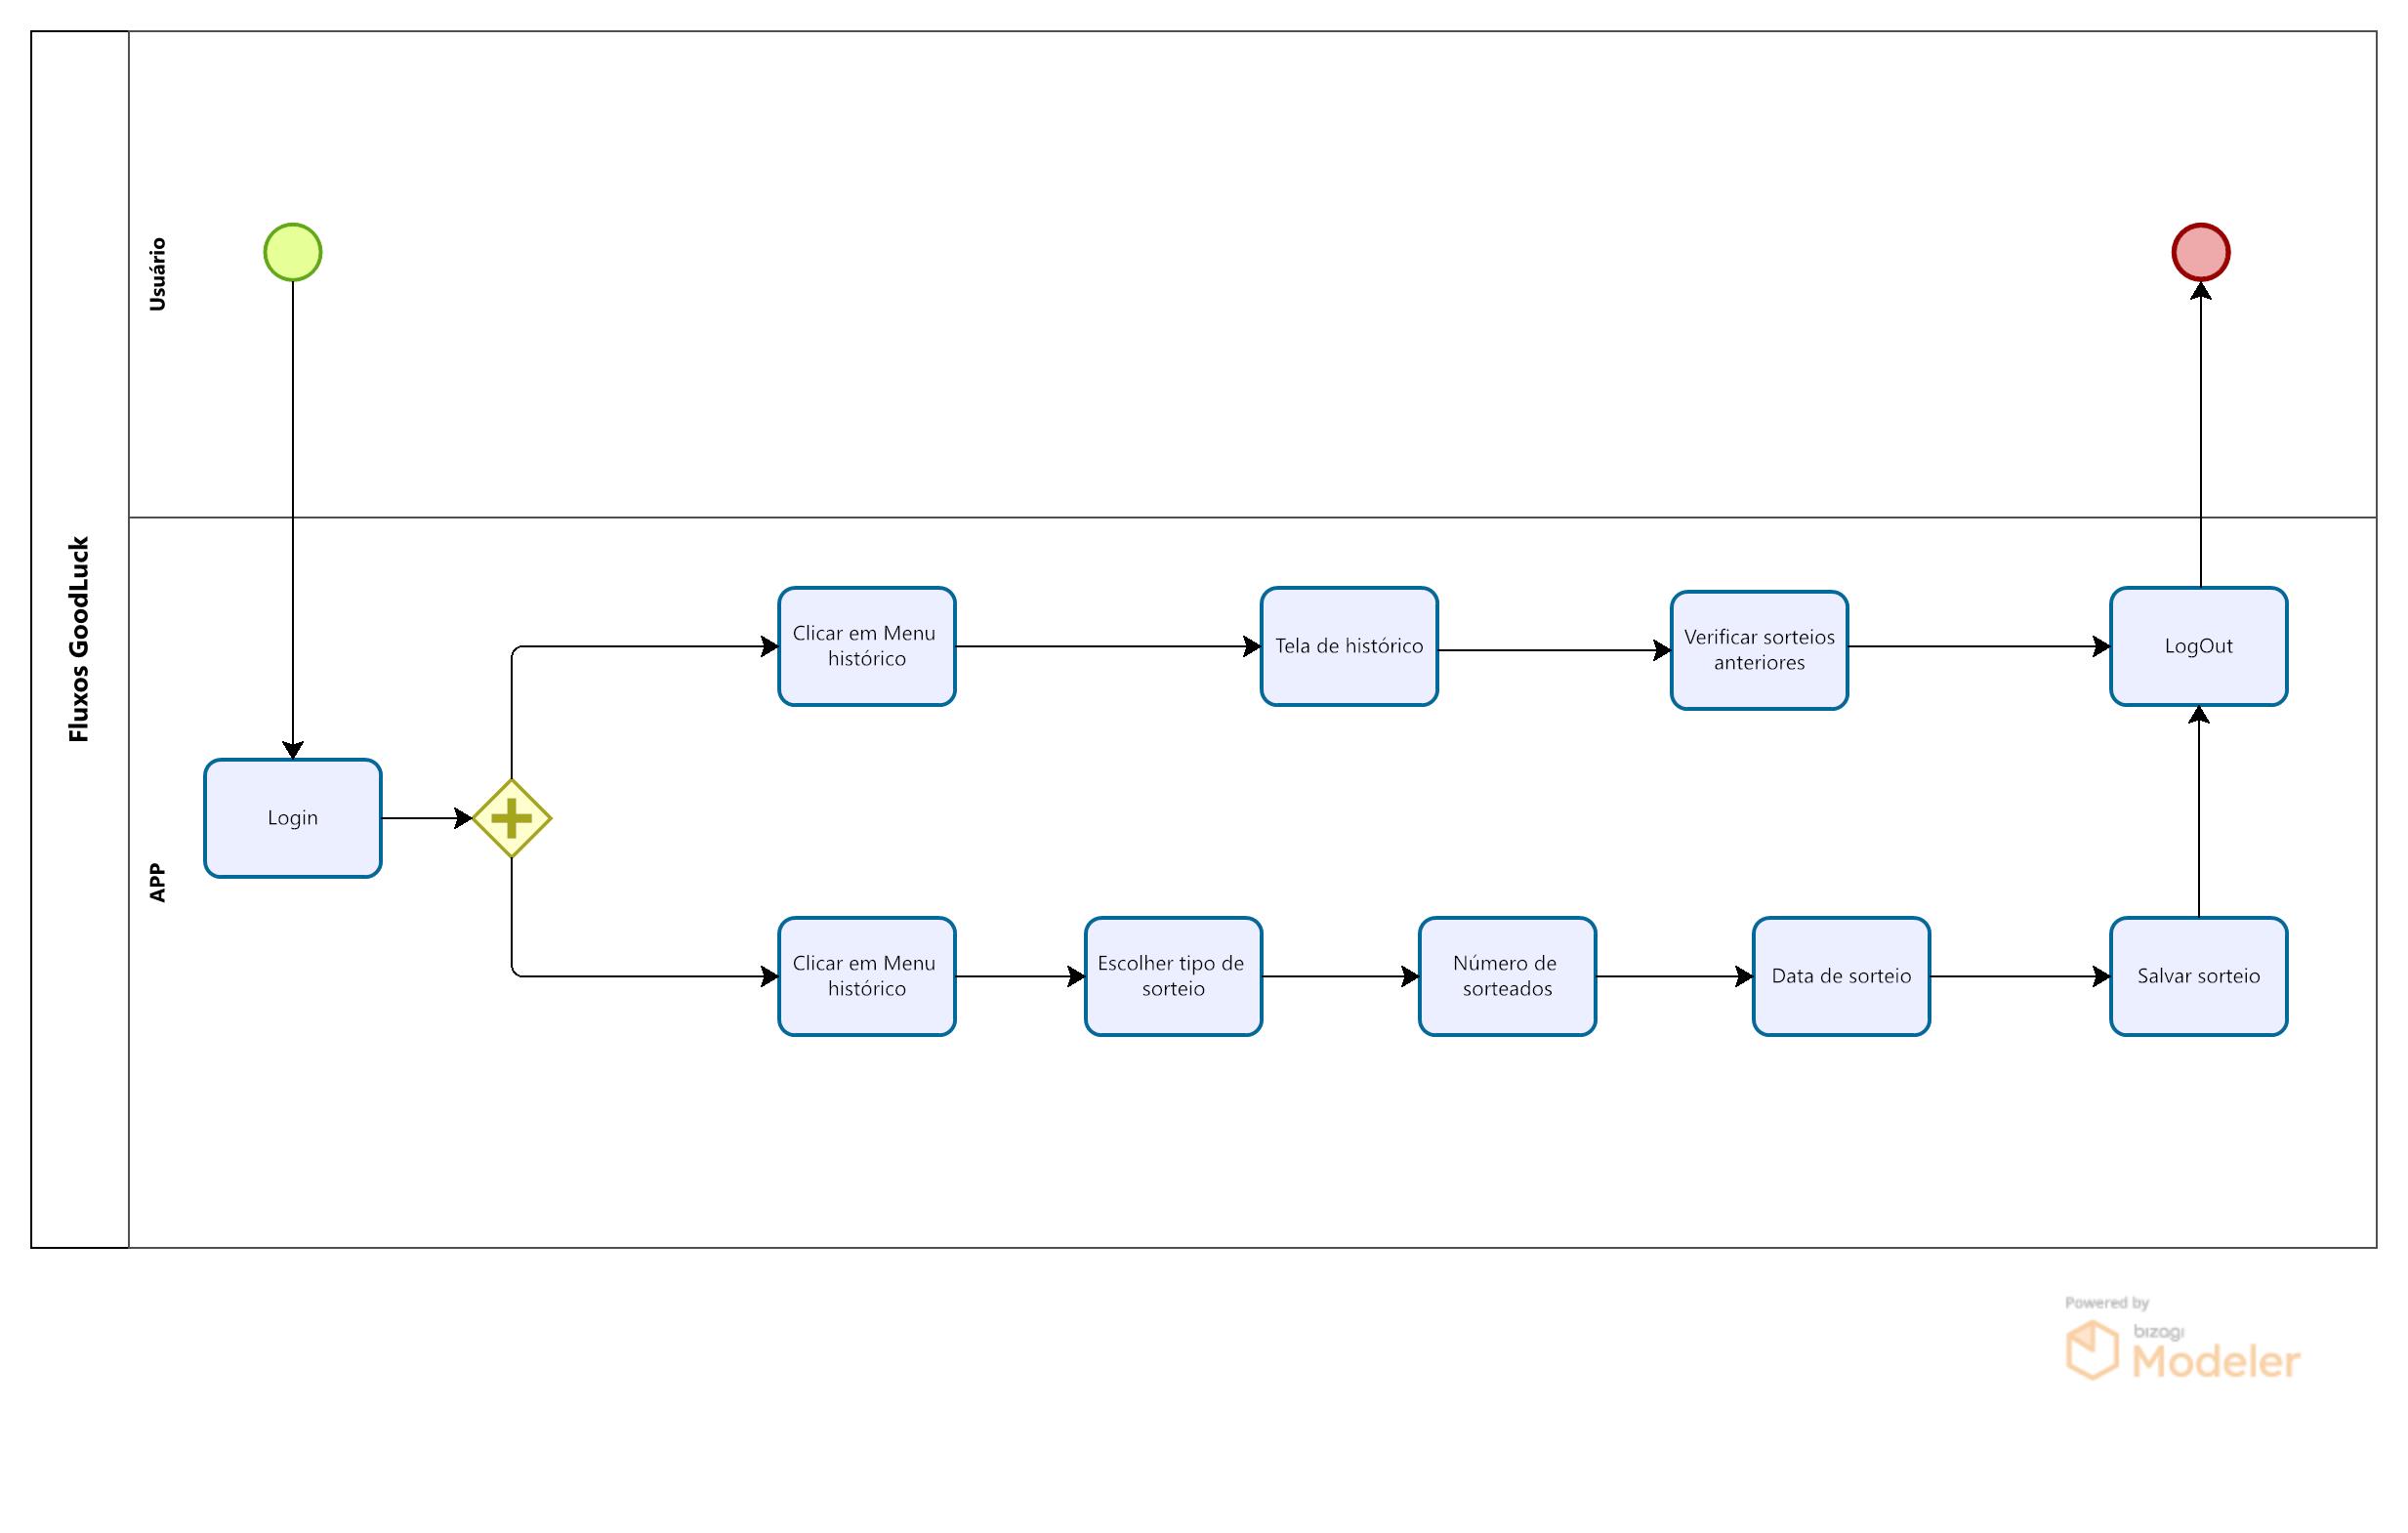 Fluxos GoodLuck
Usuário
APP
Clicar em Menu
histórico
Tela de histórico
Verificar sorteios
anteriores
LogOut
Login
Clicar em Menu
histórico
Escolher tipo de
sorteio
Número de
sorteados
Data de sorteio
Salvar sorteio
Powered by
bizagi
Modeler